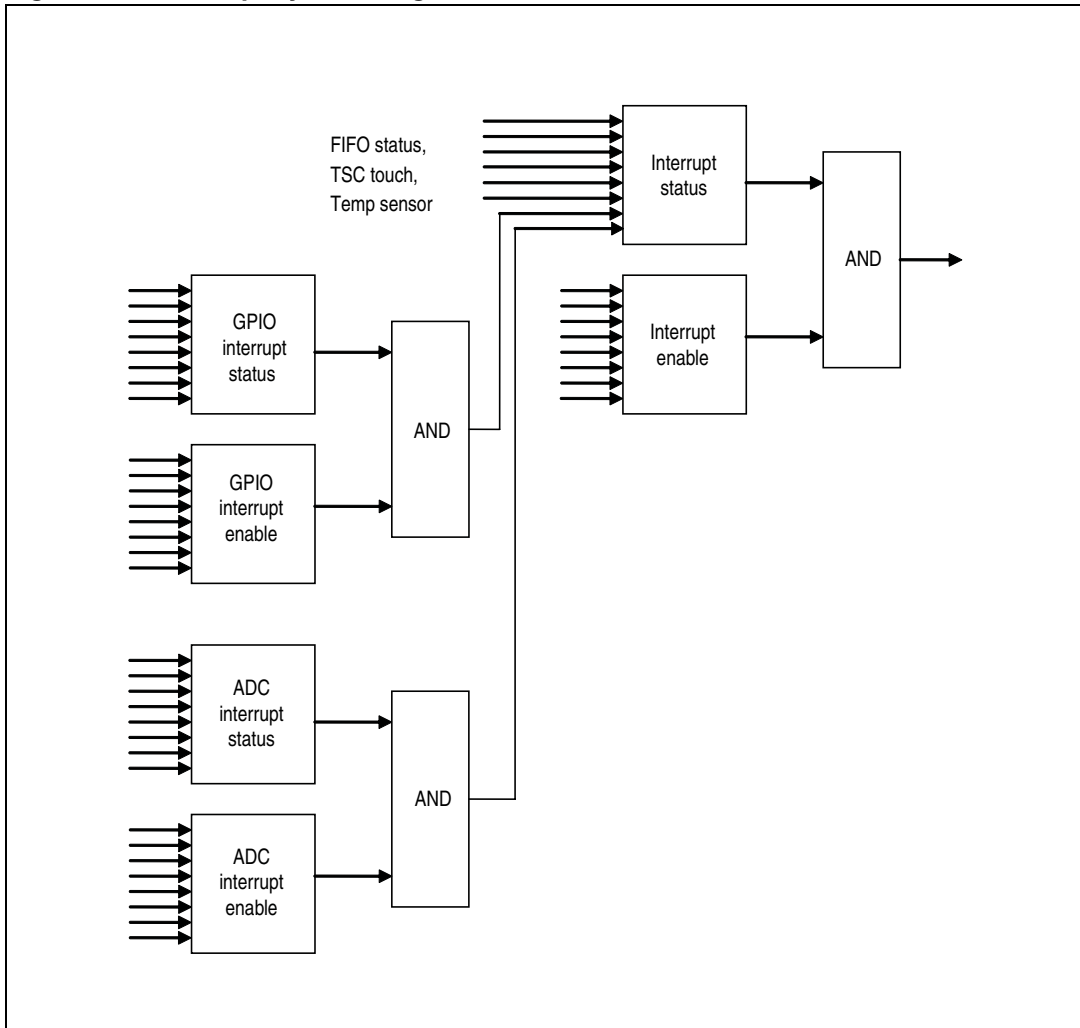 FIFO status,
TSC touch,
Temp sensor
Interrupt
status
AND
Interrupt
enable
GPIO
interrupt
status
AND
GPIO
interrupt
enable
ADC
interrupt
status
AND
ADC
interrupt
enable